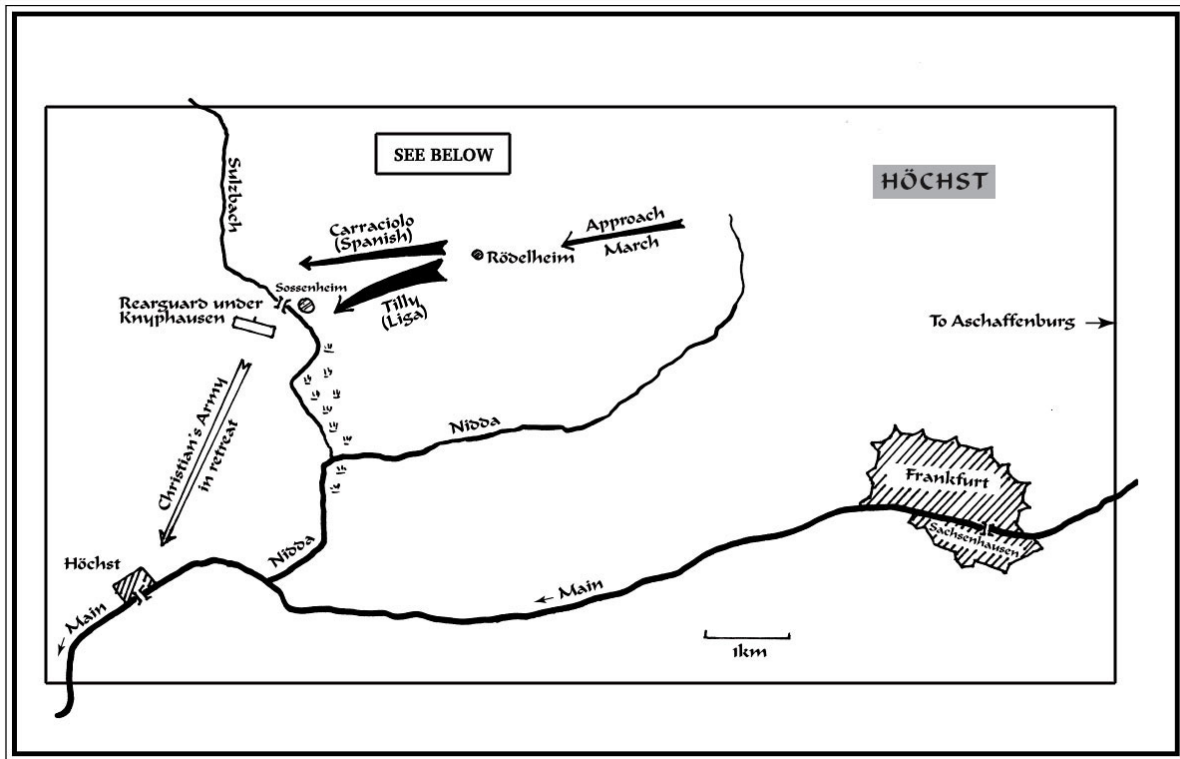 SEE BELOW
HÖCHST
Sulzbach
Carraciolo
(Spanish)
Approach
March
Rödelheim
Sossenheim
Tilly
(Liga)
Rearguard under
Knyphausen
To Aschaffenburg
Christian's Army
in retreat
Nidda
Frankfurt
Sachsenhausen
Nidda
Höchst
Main
Main
1km